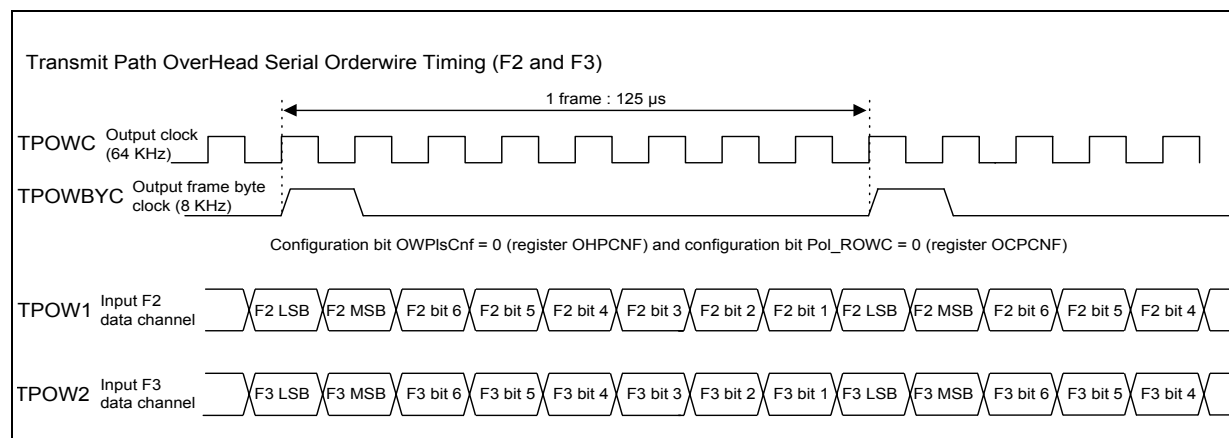 Transmit Path OverHead Serial Orderwire Timing (F2 and F3)
1 frame : 125 µs
TPOWC Output clock
(64 KHz)
TPOWBYC Output frame byte
clock (8 KHz)
Configuration bit OWPlsCnf = 0 (register OHPCNF) and configuration bit Pol_ROWC = 0 (register OCPCNF)
TPOW1 Input F2
data channel
F2 LSB F2 MSB F2 bit 6 F2 bit 5 F2 bit 4 F2 bit 3 F2 bit 2 F2 bit 1 F2 LSB F2 MSB F2 bit 6 F2 bit 5 F2 bit 4
TPOW2 Input F3
data channel
F3 LSB F3 MSB F3 bit 6 F3 bit 5 F3 bit 4 F3 bit 3 F3 bit 2 F3 bit 1 F3 LSB F3 MSB F3 bit 6 F3 bit 5 F3 bit 4